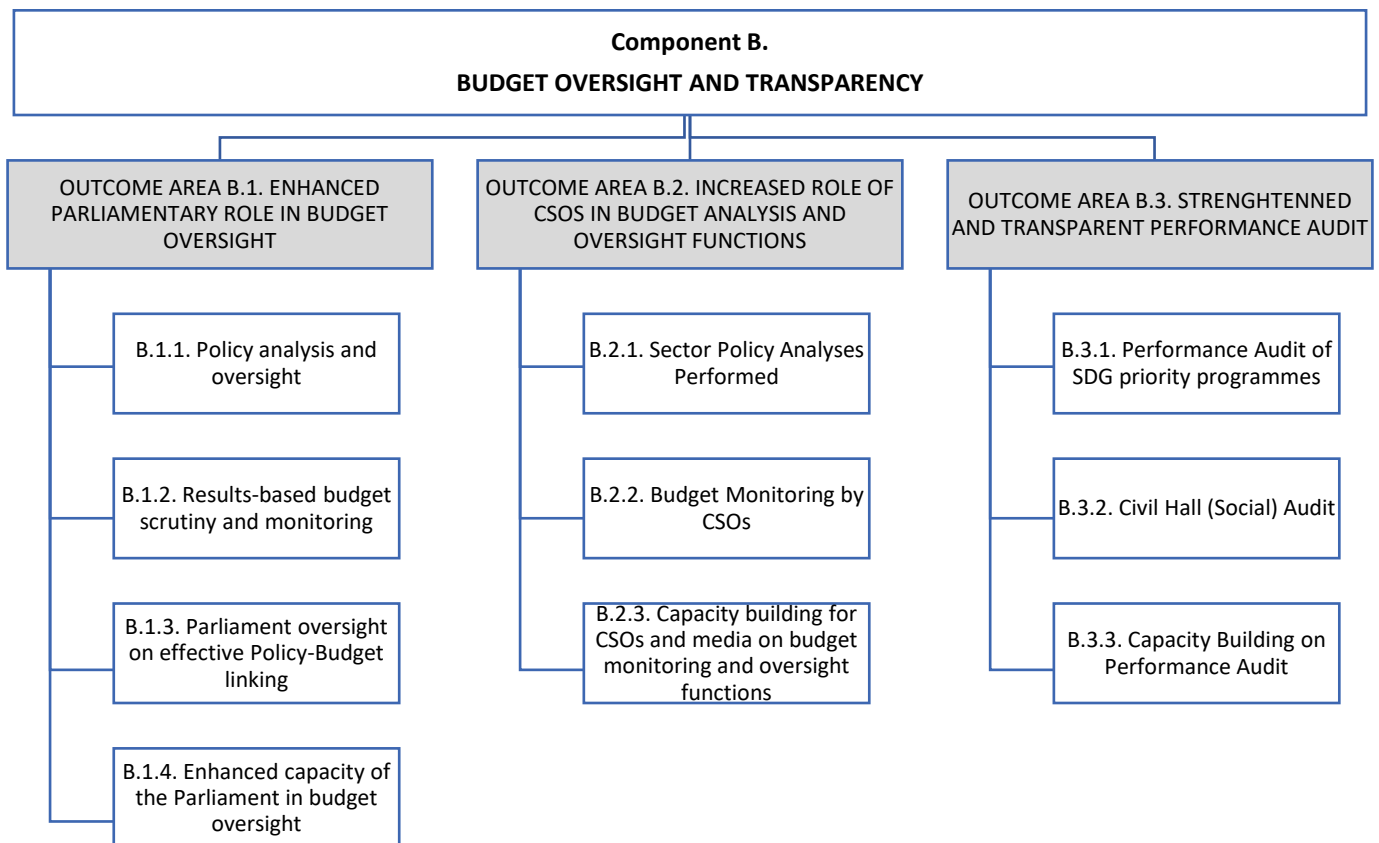 Component B.
BUDGET OVERSIGHT AND TRANSPARENCY
OUTCOME AREA B.1. ENHANCED
PARLIAMENTARY ROLE IN BUDGET
OVERSIGHT
B.1.1. Policy analysis and
oversight
B.1.2. Results-based budget
scrutiny and monitoring
B.1.3. Parliament oversight
on effective Policy-Budget
linking
B.1.4. Enhanced capacity of
the Parliament in budget
oversight
OUTCOME AREA B.2. INCREASED ROLE OF
CSOS IN BUDGET ANALYSIS AND
OVERSIGHT FUNCTIONS
B.2.1. Sector Policy Analyses
Performed
B.2.2. Budget Monitoring by
CSOs
B.2.3. Capacity building for
CSOs and media on budget
monitoring and oversight
functions
OUTCOME AREA B.3. STRENGHTENNED
AND TRANSPARENT PERFORMANCE AUDIT
B.3.1. Performance Audit of
SDG priority programmes
B.3.2. Civil Hall (Social) Audit
B.3.3. Capacity Building on
Performance Audit